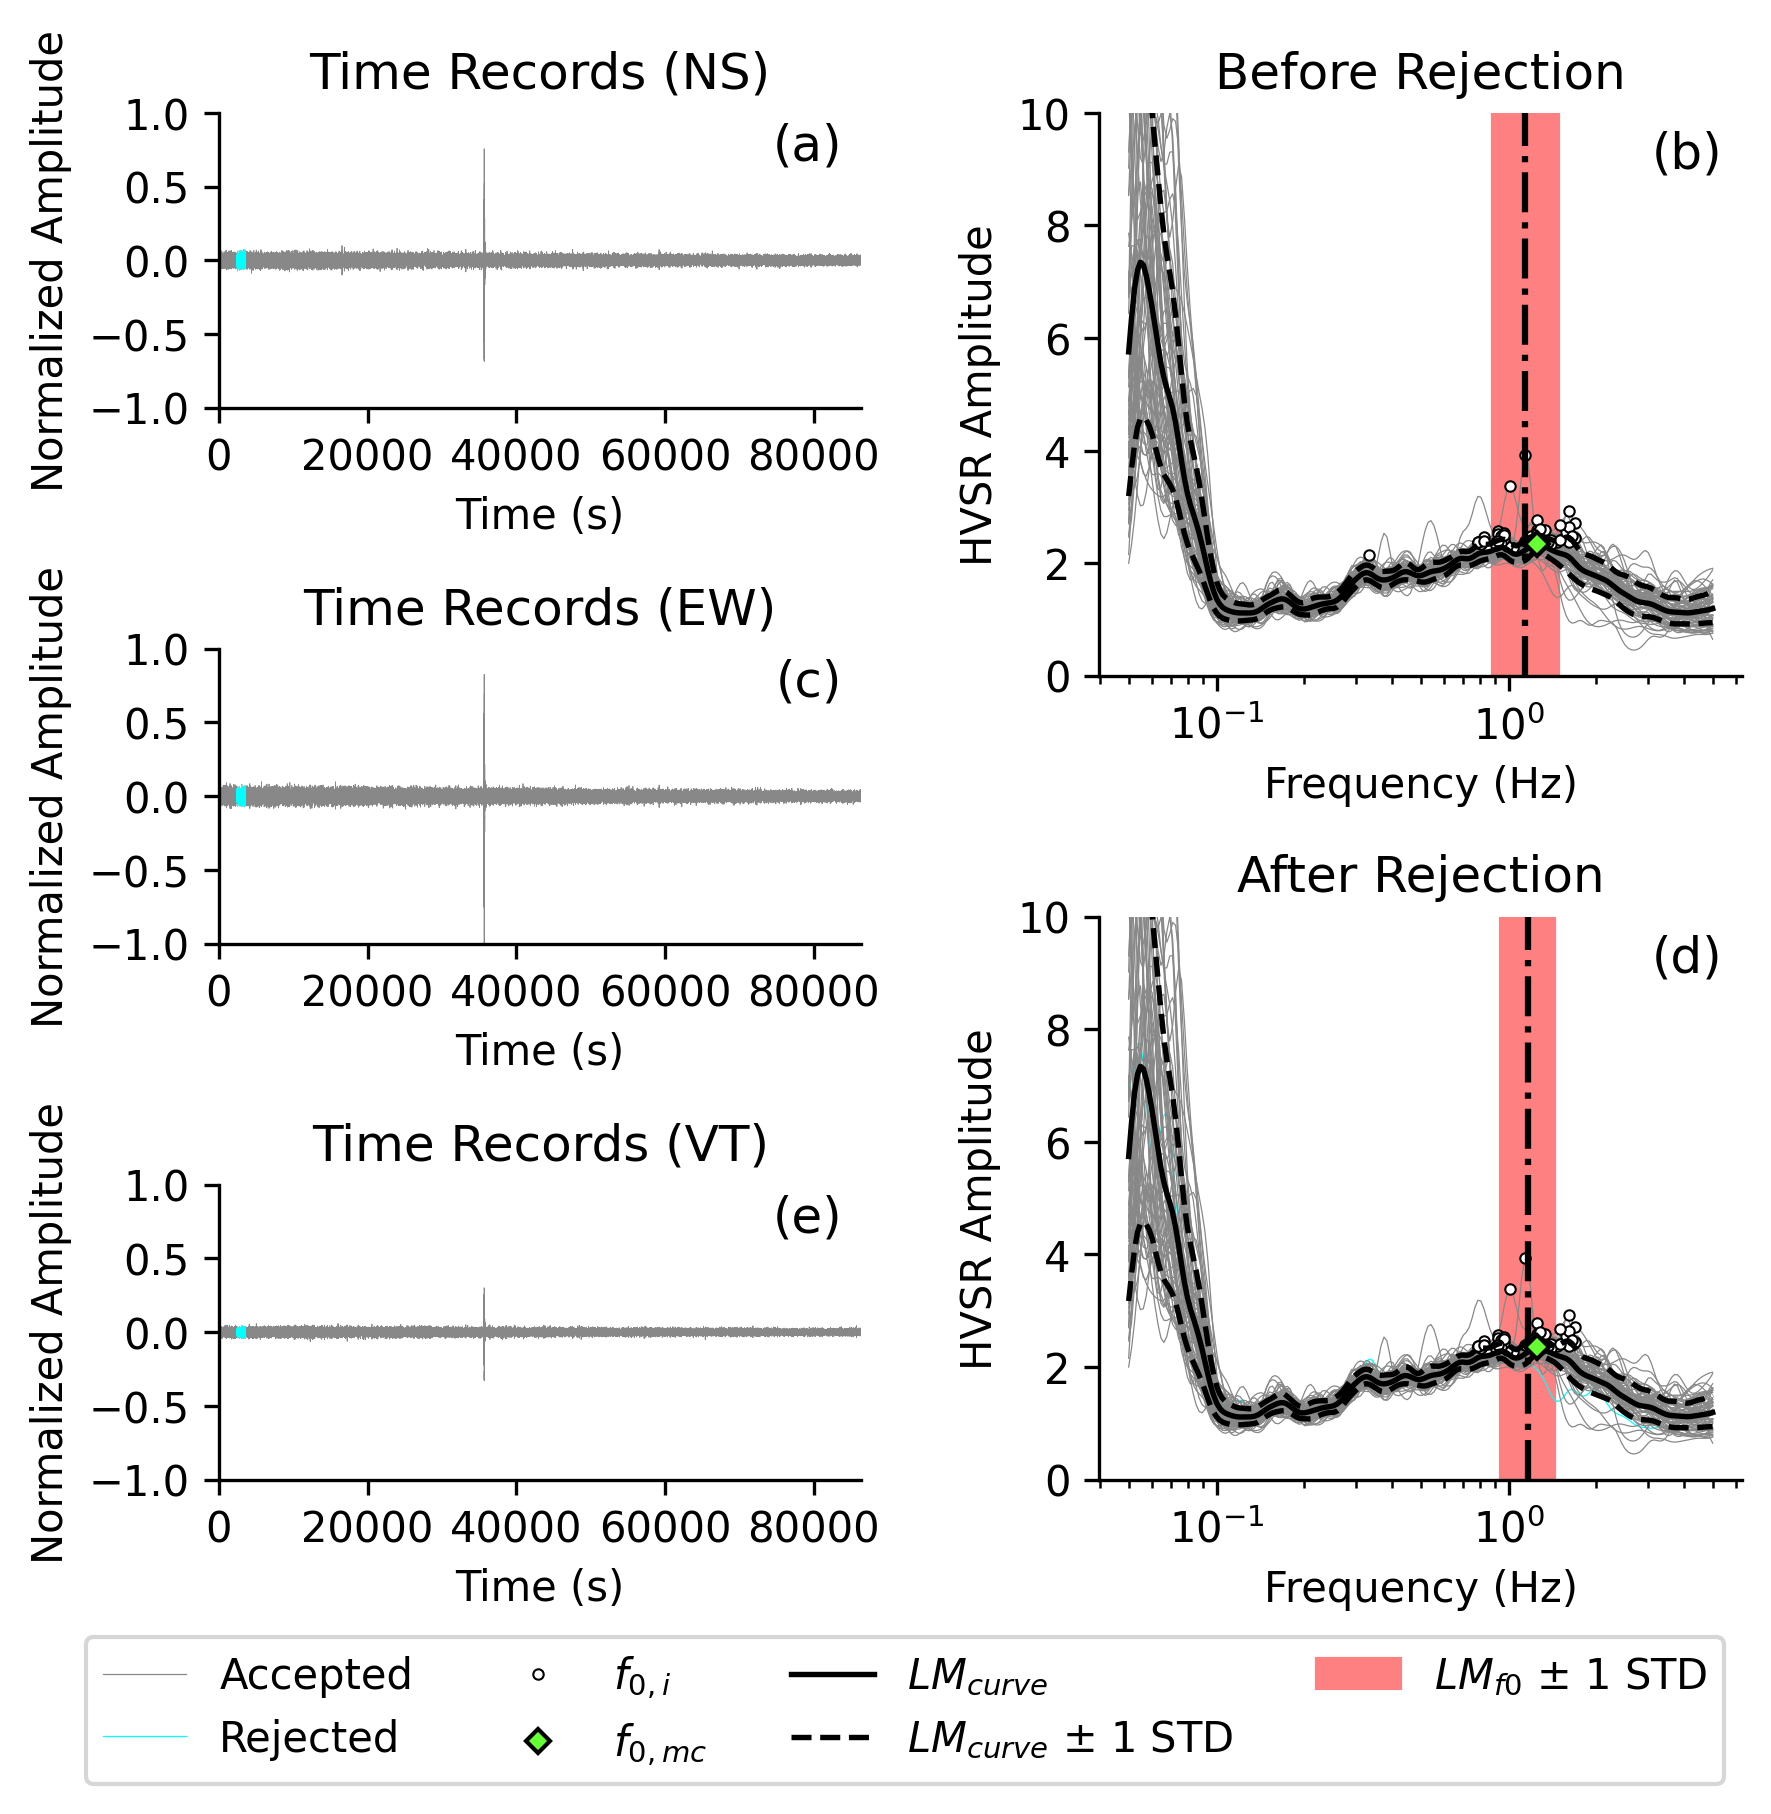 Time Records (NS)
Normalized Amplitude
1.0
0.5
0.0
−0.5
−1.0
(a)
0 20000 40000 60000 80000
Time (s)
Before Rejection
HVSR Amplitude
10
8
6
4
2
0
(b)
10⁻¹ 10⁰
Frequency (Hz)
Time Records (EW)
Normalized Amplitude
1.0
0.5
0.0
−0.5
−1.0
(c)
0 20000 40000 60000 80000
Time (s)
After Rejection
HVSR Amplitude
10
8
6
4
2
0
(d)
10⁻¹ 10⁰
Frequency (Hz)
Time Records (VT)
Normalized Amplitude
1.0
0.5
0.0
−0.5
−1.0
(e)
0 20000 40000 60000 80000
Time (s)
Accepted
Rejected
f0,i
f0,mc
LMcurve
LMcurve ± 1 STD
LMf0 ± 1 STD